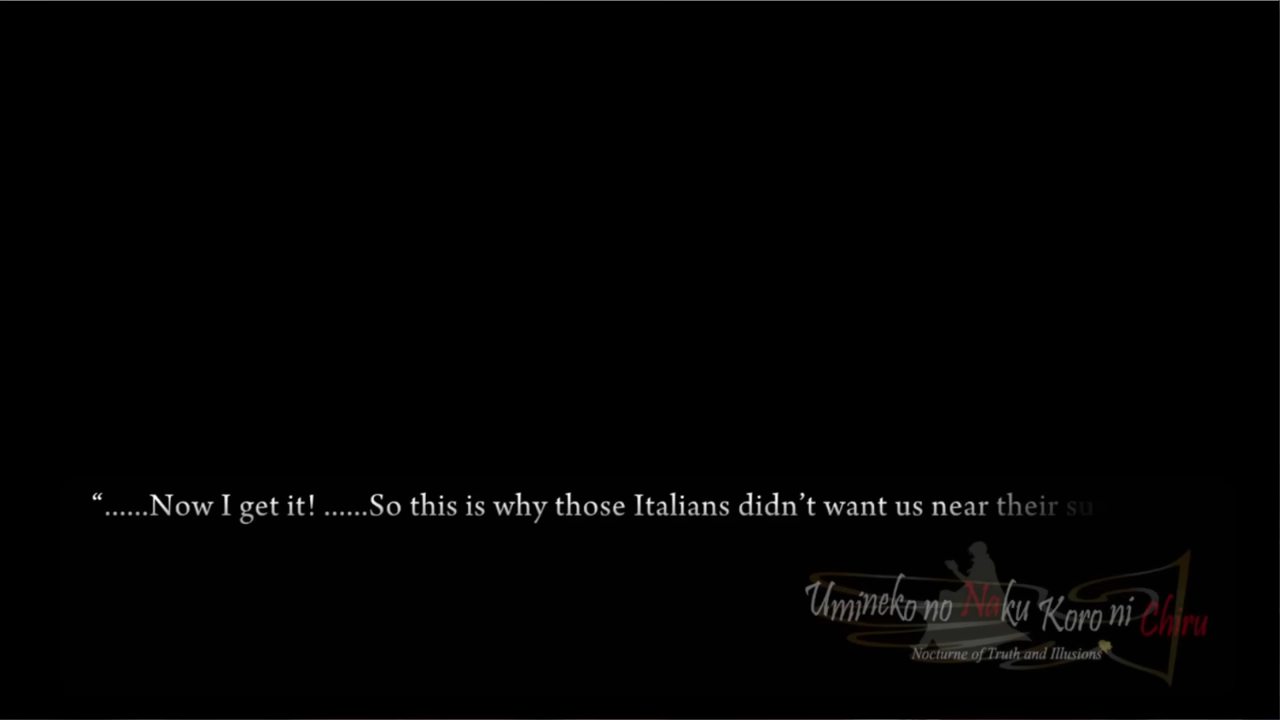 “......Now I get it! ......So this is why those Italians didn’t want us near their
Umineko no Naku Koro ni Chiru
Nocturne of Truth and Illusions